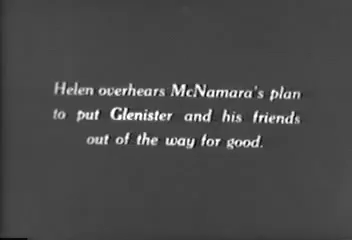 Helen overhears McNamara's plan
to put Glenister and his friends
out of the way for good.